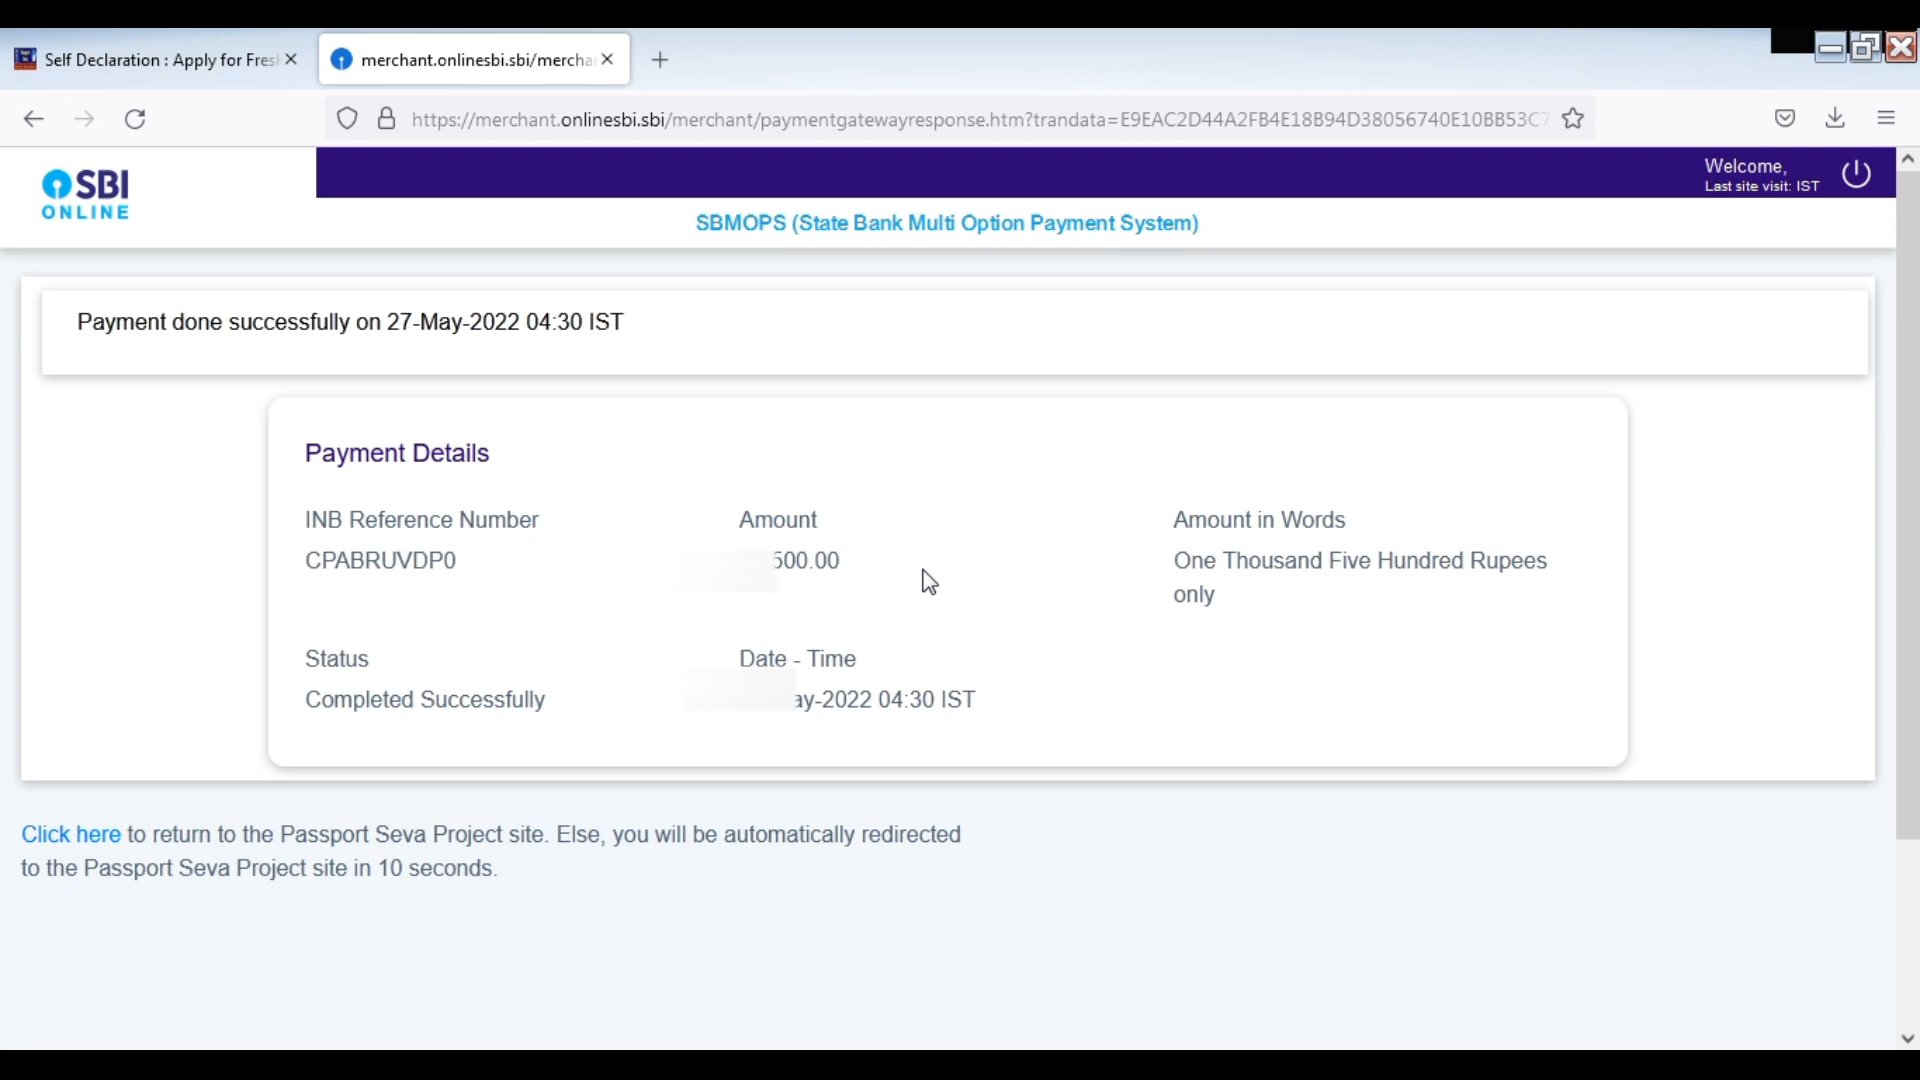 Self Declaration : Apply for Fres
merchant.onlinesbi.sbi/mercha
https://merchant.onlinesbi.sbi/merchant/paymentgatewayresponse.htm?trandata=E9EAC2D44A2FB4E18B94D38056740E10BB53C7
SBI
ONLINE
Welcome,
Last site visit: IST
SBMOPS (State Bank Multi Option Payment System)
Payment done successfully on 27-May-2022 04:30 IST
Payment Details
INB Reference Number Amount Amount in Words
CPABRUVDP0 500.00 One Thousand Five Hundred Rupees
only
Status Date - Time
Completed Successfully ay-2022 04:30 IST
Click here to return to the Passport Seva Project site. Else, you will be automatically redirected
to the Passport Seva Project site in 10 seconds.